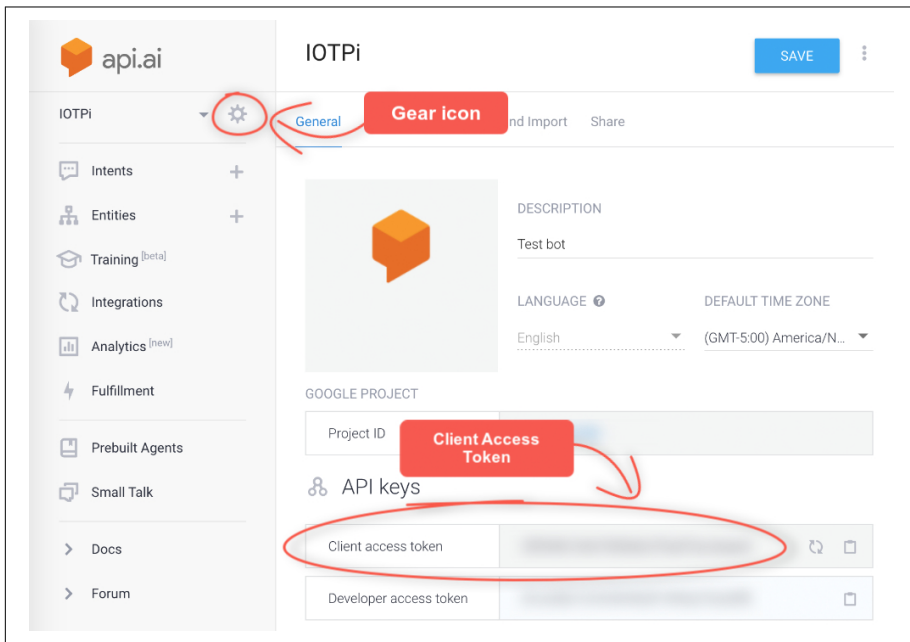 api.ai
IOTPi
Intents
Entities
Training [beta]
Integrations
Analytics [new]
Fulfillment
Prebuilt Agents
Small Talk
Docs
Forum
IOTPi
SAVE
General
Gear icon
nd Import
Share
DESCRIPTION
Test bot
LANGUAGE
DEFAULT TIME ZONE
English
(GMT-5:00) America/N...
GOOGLE PROJECT
Project ID
Client Access
Token
API keys
Client access token
Developer access token